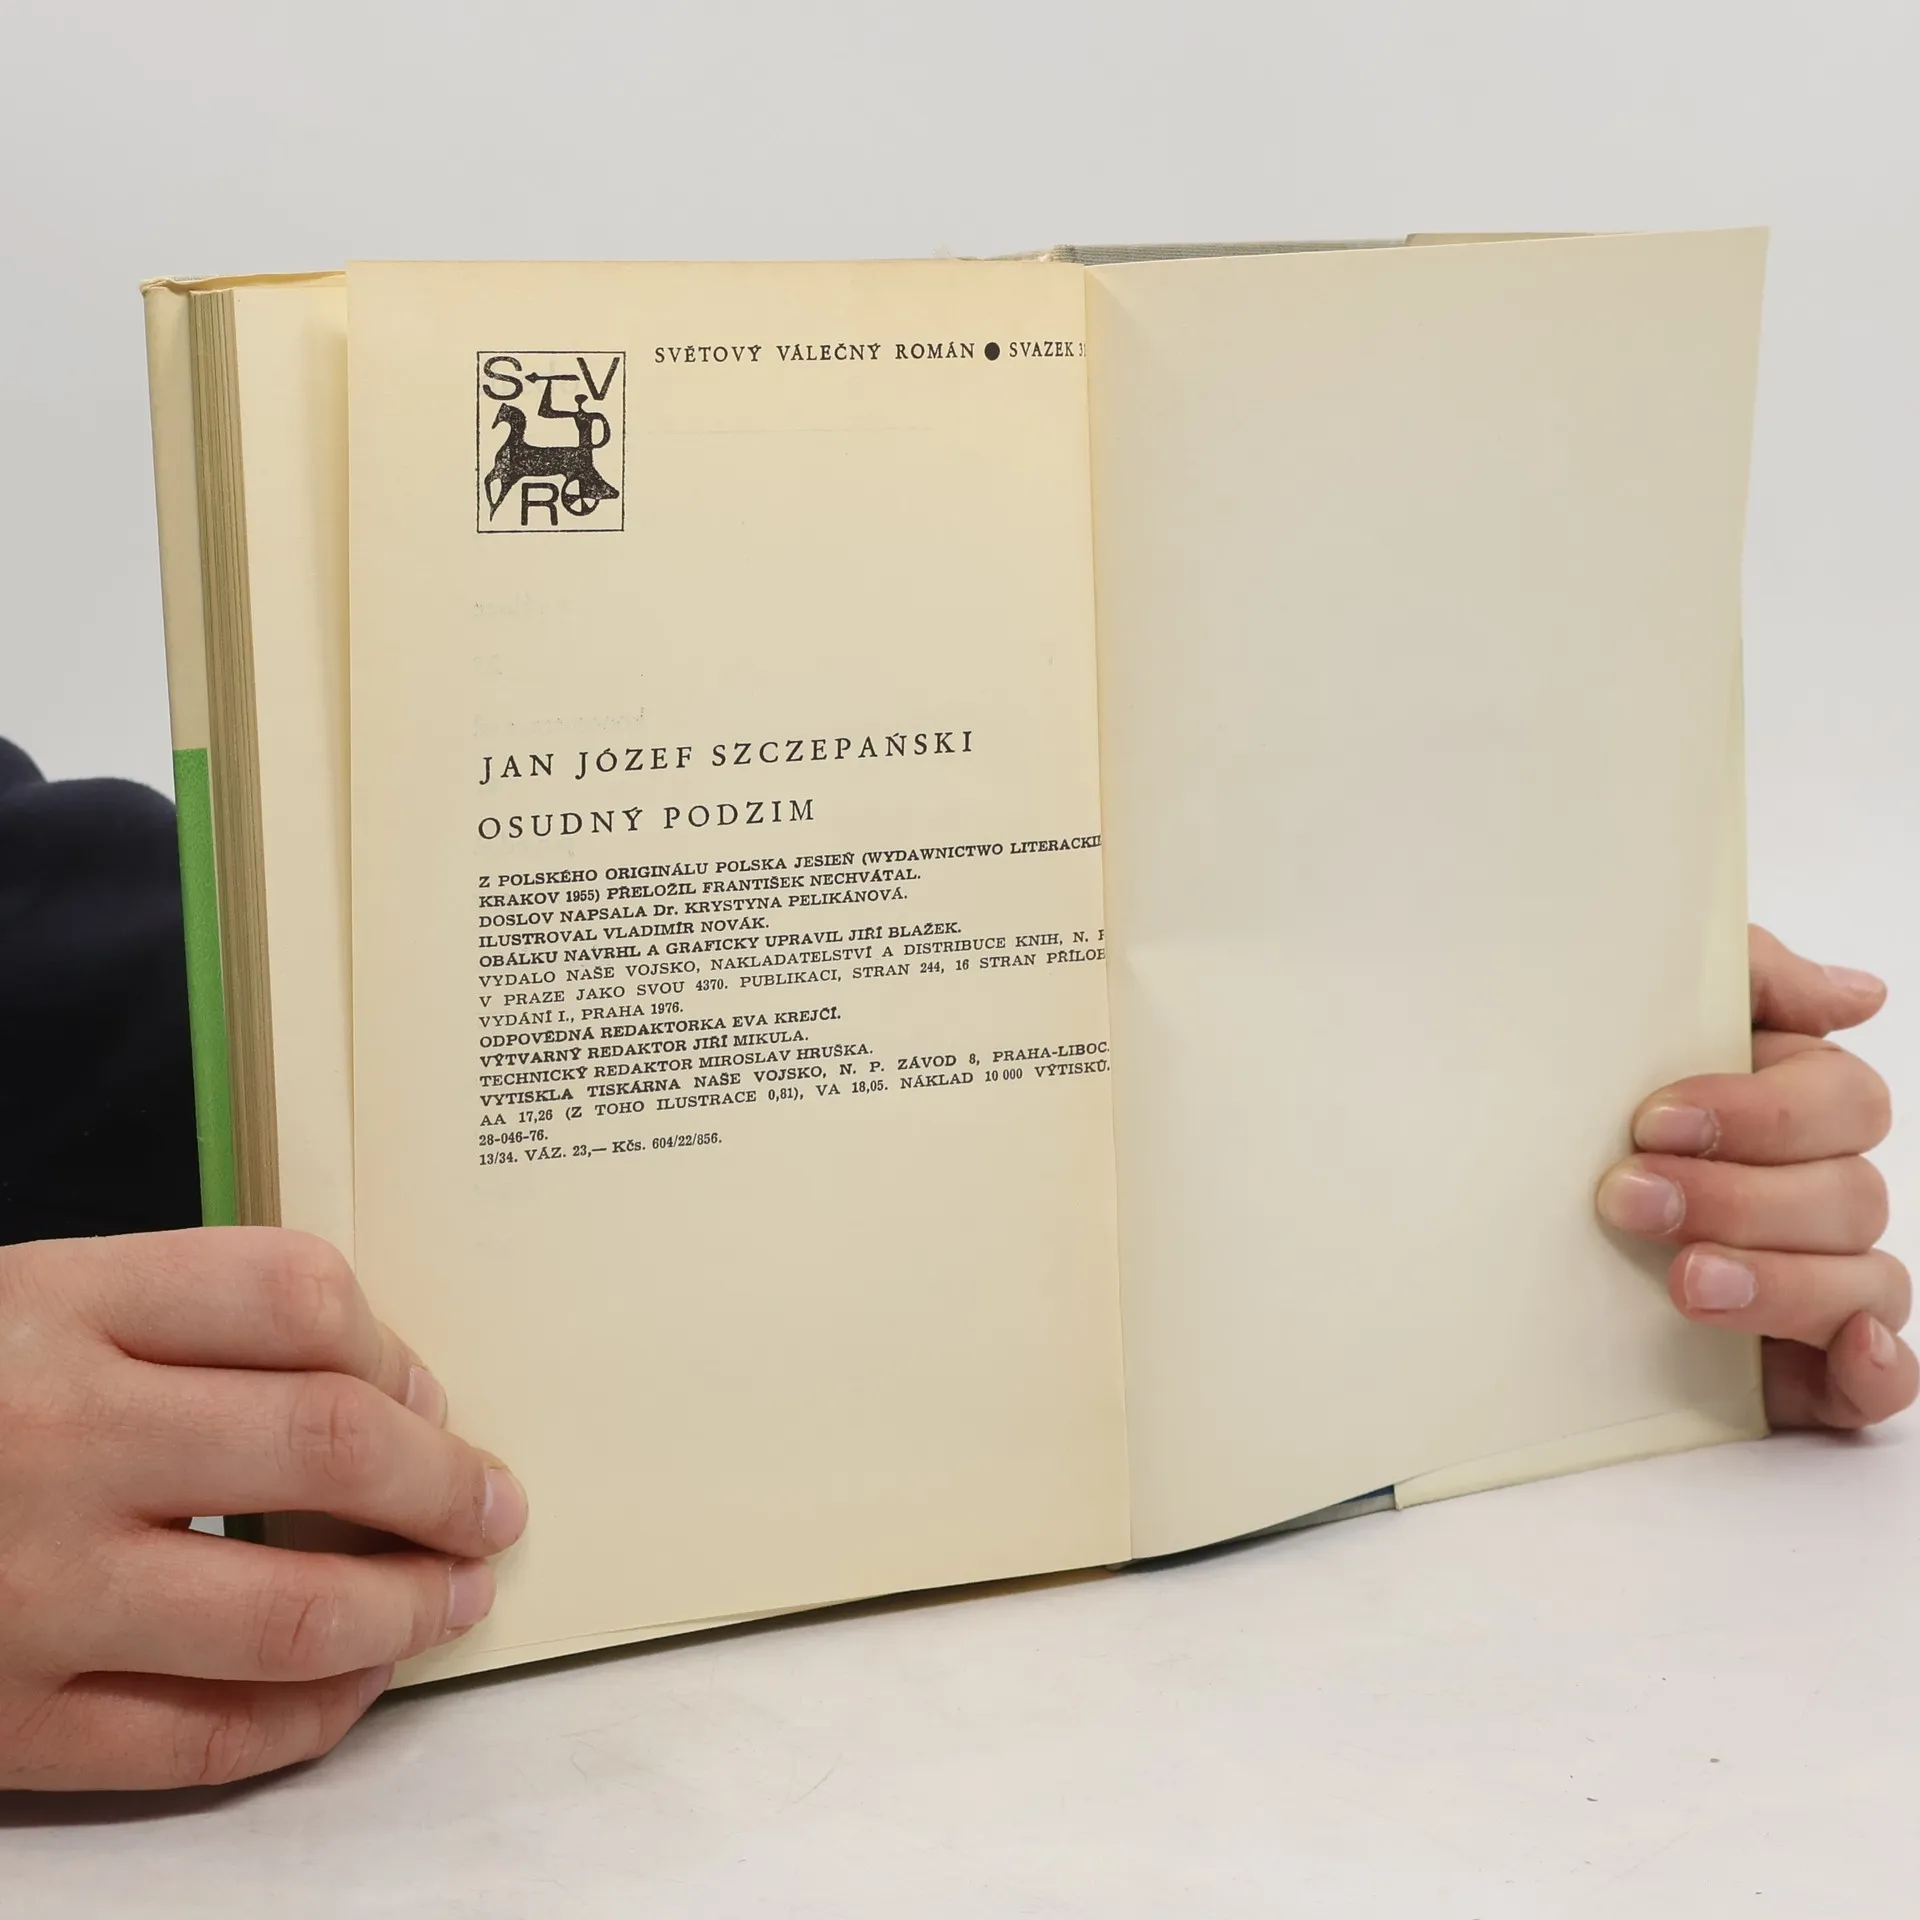 SVĚTOVÝ VÁLEČNÝ ROMÁN ● SVAZEK 31
S V
R
JAN JÓZEF SZCZEPAŃSKI
OSUDNÝ PODZIM
Z POLSKÉHO ORIGINÁLU POLSKA JESIEŇ (WYDAWNICTWO LITERACKIE
KRAKOV 1955) PŘELOŽIL FRANTIŠEK NECHVÁTAL.
DOSLOV NAPSALA Dr. KRYSTYNA PELIKÁNOVÁ.
ILUSTROVAL VLADIMÍR NOVÁK.
OBÁLKU NAVRHL A GRAFICKY UPRAVIL JIŘÍ BLAŽEK.
VYDALO NAŠE VOJSKO, NAKLADATELSTVÍ A DISTRIBUCE KNIH, N. P.
V PRAZE JAKO SVOU 4370. PUBLIKACI, STRAN 244, 16 STRAN PŘÍLOH
VYDÁNÍ I., PRAHA 1976.
ODPOVĚDNÁ REDAKTORKA EVA KREJČÍ.
VÝTVARNÝ REDAKTOR JIŘÍ MIKULA.
TECHNICKÝ REDAKTOR MIROSLAV HRUŠKA.
VYTISKLA TISKÁRNA NAŠE VOJSKO, N. P. ZÁVOD 8, PRAHA-LIBOC.
AA 17,26 (Z TOHO ILUSTRACE 0,81), VA 18,05. NÁKLAD 10 000 VÝTISKŮ.
28-046-76.
13/34. VÁZ. 23,— Kčs. 604/22/856.